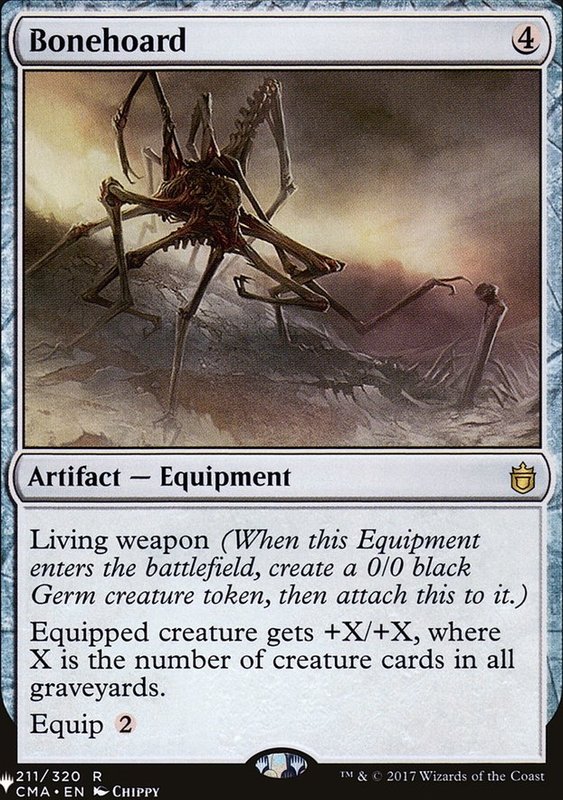 Bonehoard 4
Artifact — Equipment
Living weapon (When this Equipment
enters the battlefield, create a 0/0 black
Germ creature token, then attach this to it.)
Equipped creature gets +X/+X, where
X is the number of creature cards in all
graveyards.
Equip 2
211/320 R
CMA • EN Chippy
™ & © 2017 Wizards of the Coast